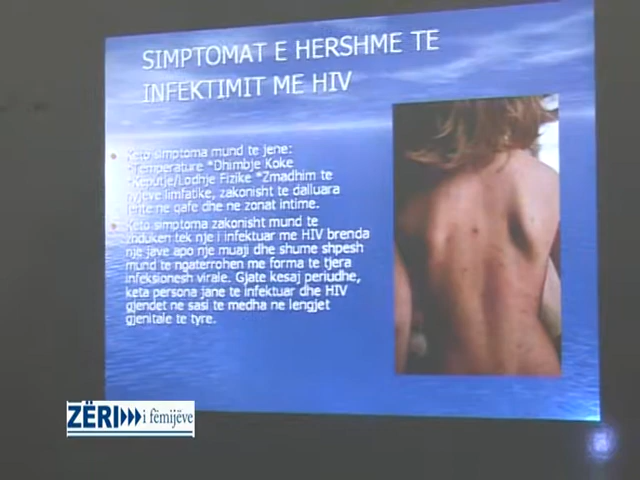 SIMPTOMAT E HERSHME TE
INFEKTIMIT ME HIV
Keto simptoma mund te jene:
*Temperature *Dhimbje Koke
*Keputje/Lodhje Fizike *Zmadhim te
nyjeve limfatike, zakonisht te dalluara
lehte ne qafe dhe ne zonat intime.
Keto simptoma zakonisht mund te
zhduken tek nje i infektuar me HIV brenda
nje jave apo nje muaji dhe shume shpesh
mund te ngaterrohen me forma te tjera
infeksionesh virale. Gjate kesaj periudhe,
keta persona jane te infektuar dhe HIV
gjendet ne sasi te medha ne lengjet
gjenitale te tyre.
ZËRI i fëmijëve